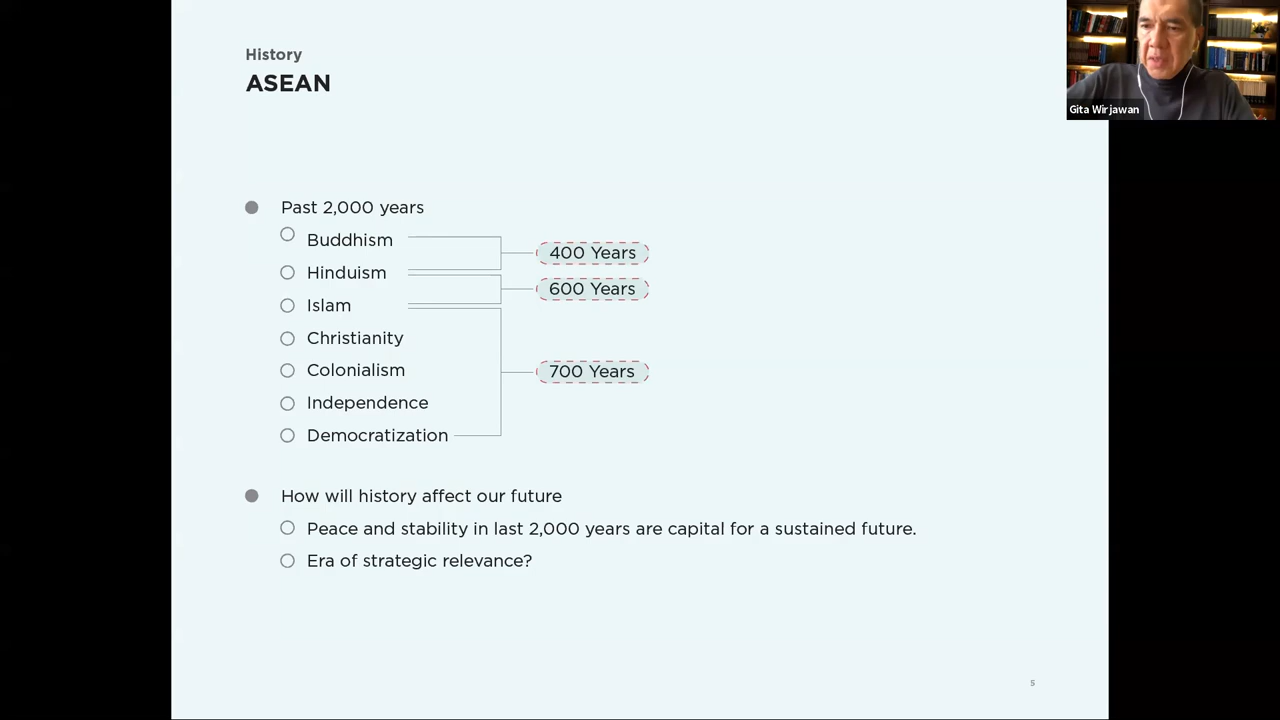 History
ASEAN
Gita Wirjawan
Past 2,000 years
Buddhism
400 Years
Hinduism
600 Years
Islam
Christianity
Colonialism
700 Years
Independence
Democratization
How will history affect our future
Peace and stability in last 2,000 years are capital for a sustained future.
Era of strategic relevance?
5